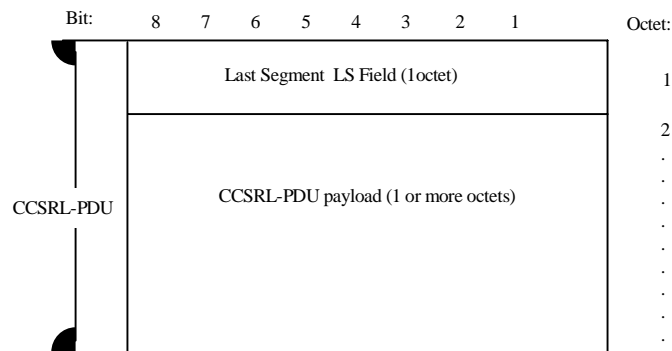 Bit: 8 7 6 5 4 3 2 1 Octet:
Last Segment LS Field (1octet)
1
2
.
.
CCSRL-PDU payload (1 or more octets)
.
CCSRL-PDU
.
.
.
.
.